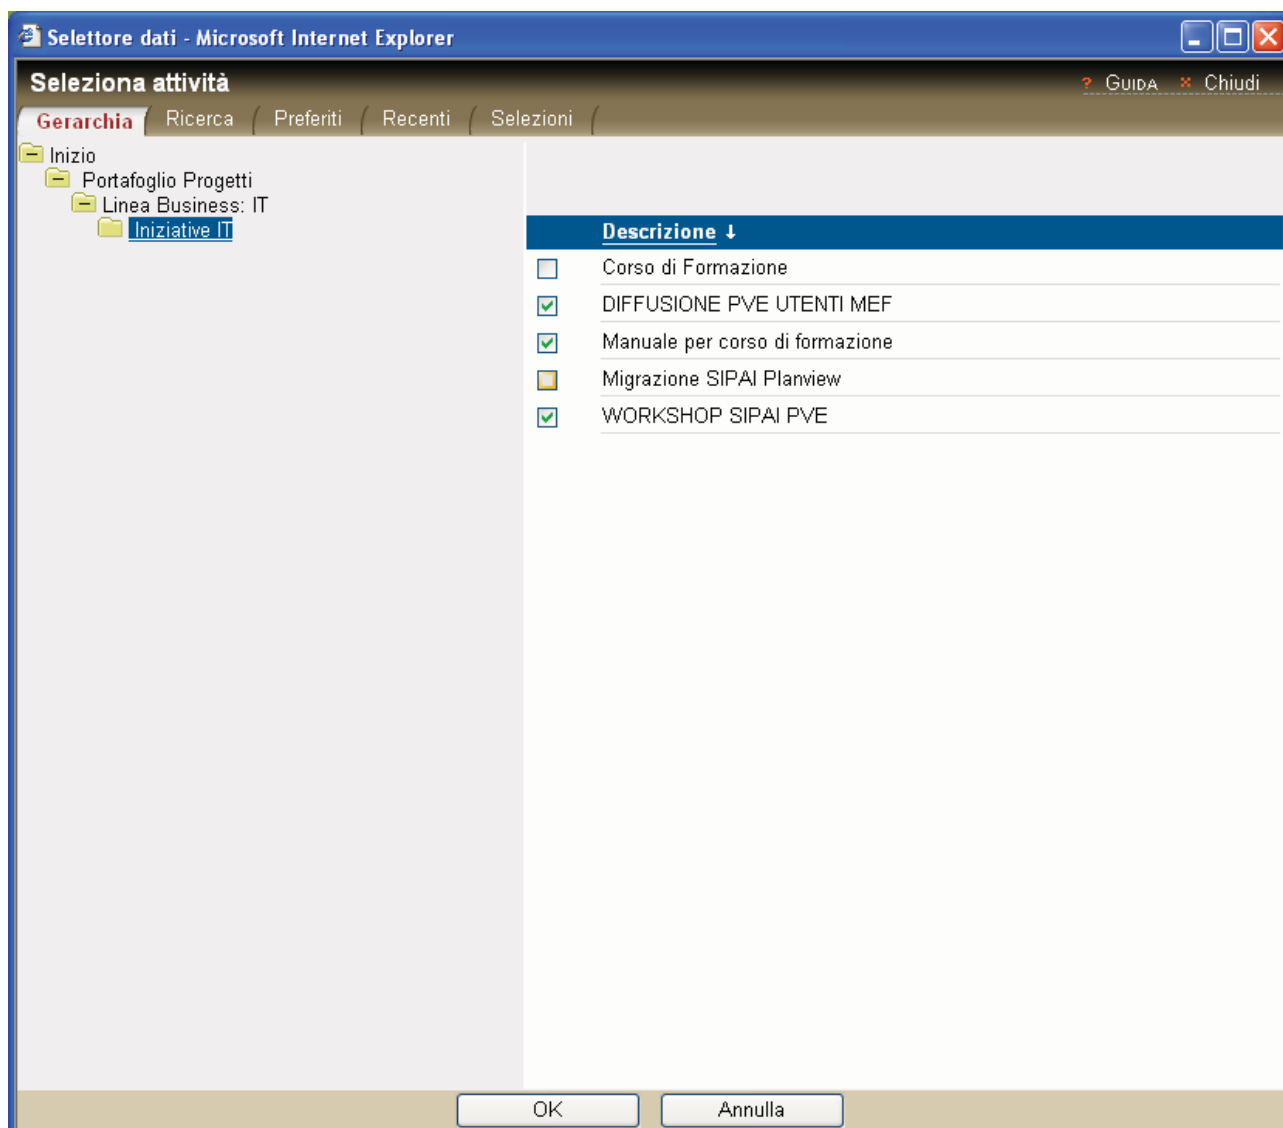 Selettore dati - Microsoft Internet Explorer
Seleziona attività
? GUIDA × Chiudi
Gerarchia Ricerca Preferiti Recenti Selezioni
Inizio
Portafoglio Progetti
Linea Business: IT
Iniziative IT
Descrizione ↓
Corso di Formazione
DIFFUSIONE PVE UTENTI MEF
Manuale per corso di formazione
Migrazione SIPAI Planview
WORKSHOP SIPAI PVE
OK Annulla